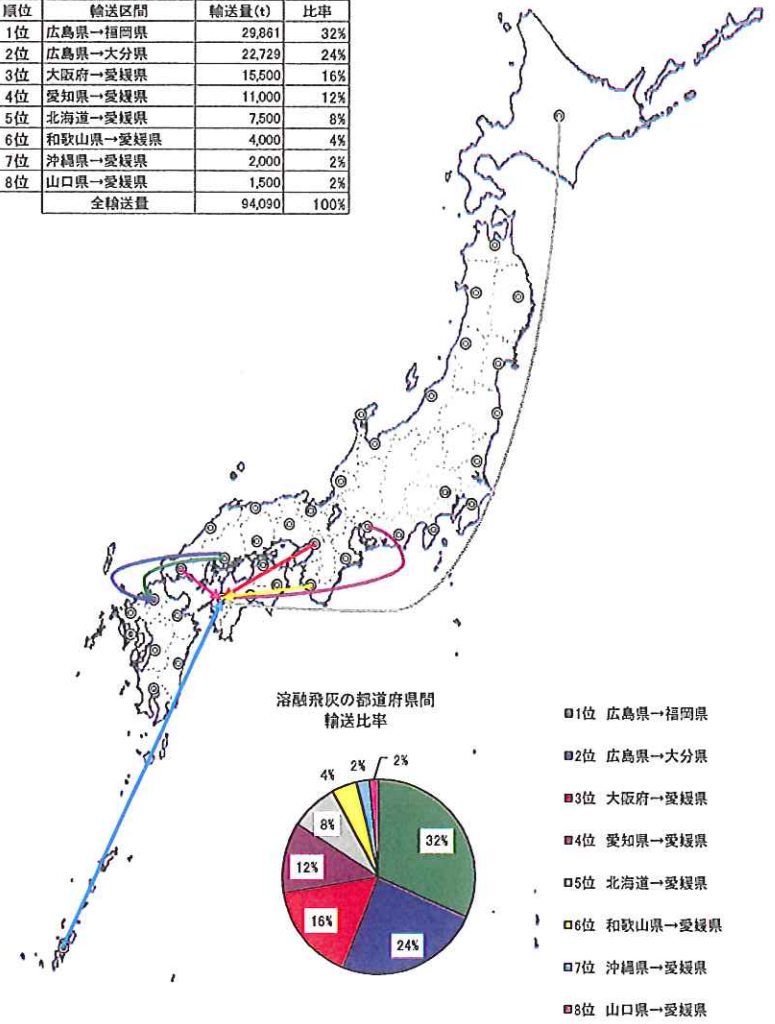 順位 輸送区間 輸送量(t) 比率
1位 広島県→福岡県 29,861 32%
2位 広島県→大分県 22,729 24%
3位 大阪府→愛媛県 15,500 16%
4位 愛知県→愛媛県 11,000 12%
5位 北海道→愛媛県 7,500 8%
6位 和歌山県→愛媛県 4,000 4%
7位 沖縄県→愛媛県 2,000 2%
8位 山口県→愛媛県 1,500 2%
全輸送量 94,090 100%
溶融飛灰の都道府県間
輸送比率
4%
2%
2%
8%
32%
12%
16%
24%
1位 広島県→福岡県
2位 広島県→大分県
3位 大阪府→愛媛県
4位 愛知県→愛媛県
5位 北海道→愛媛県
6位 和歌山県→愛媛県
7位 沖縄県→愛媛県
8位 山口県→愛媛県